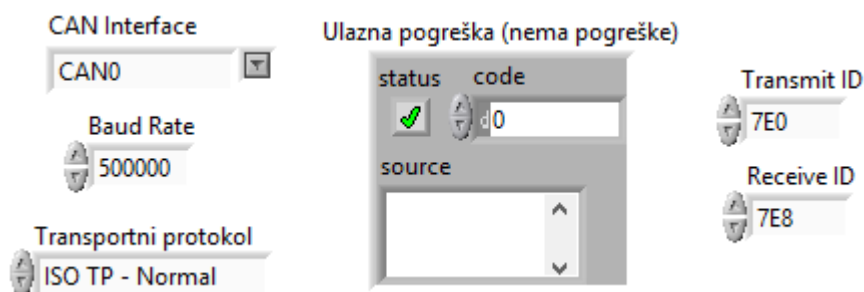 CAN Interface
CAN0
Baud Rate
500000
Transportni protokol
ISO TP - Normal
Ulazna pogreška (nema pogreške)
status
code
d0
source
Transmit ID
7E0
Receive ID
7E8